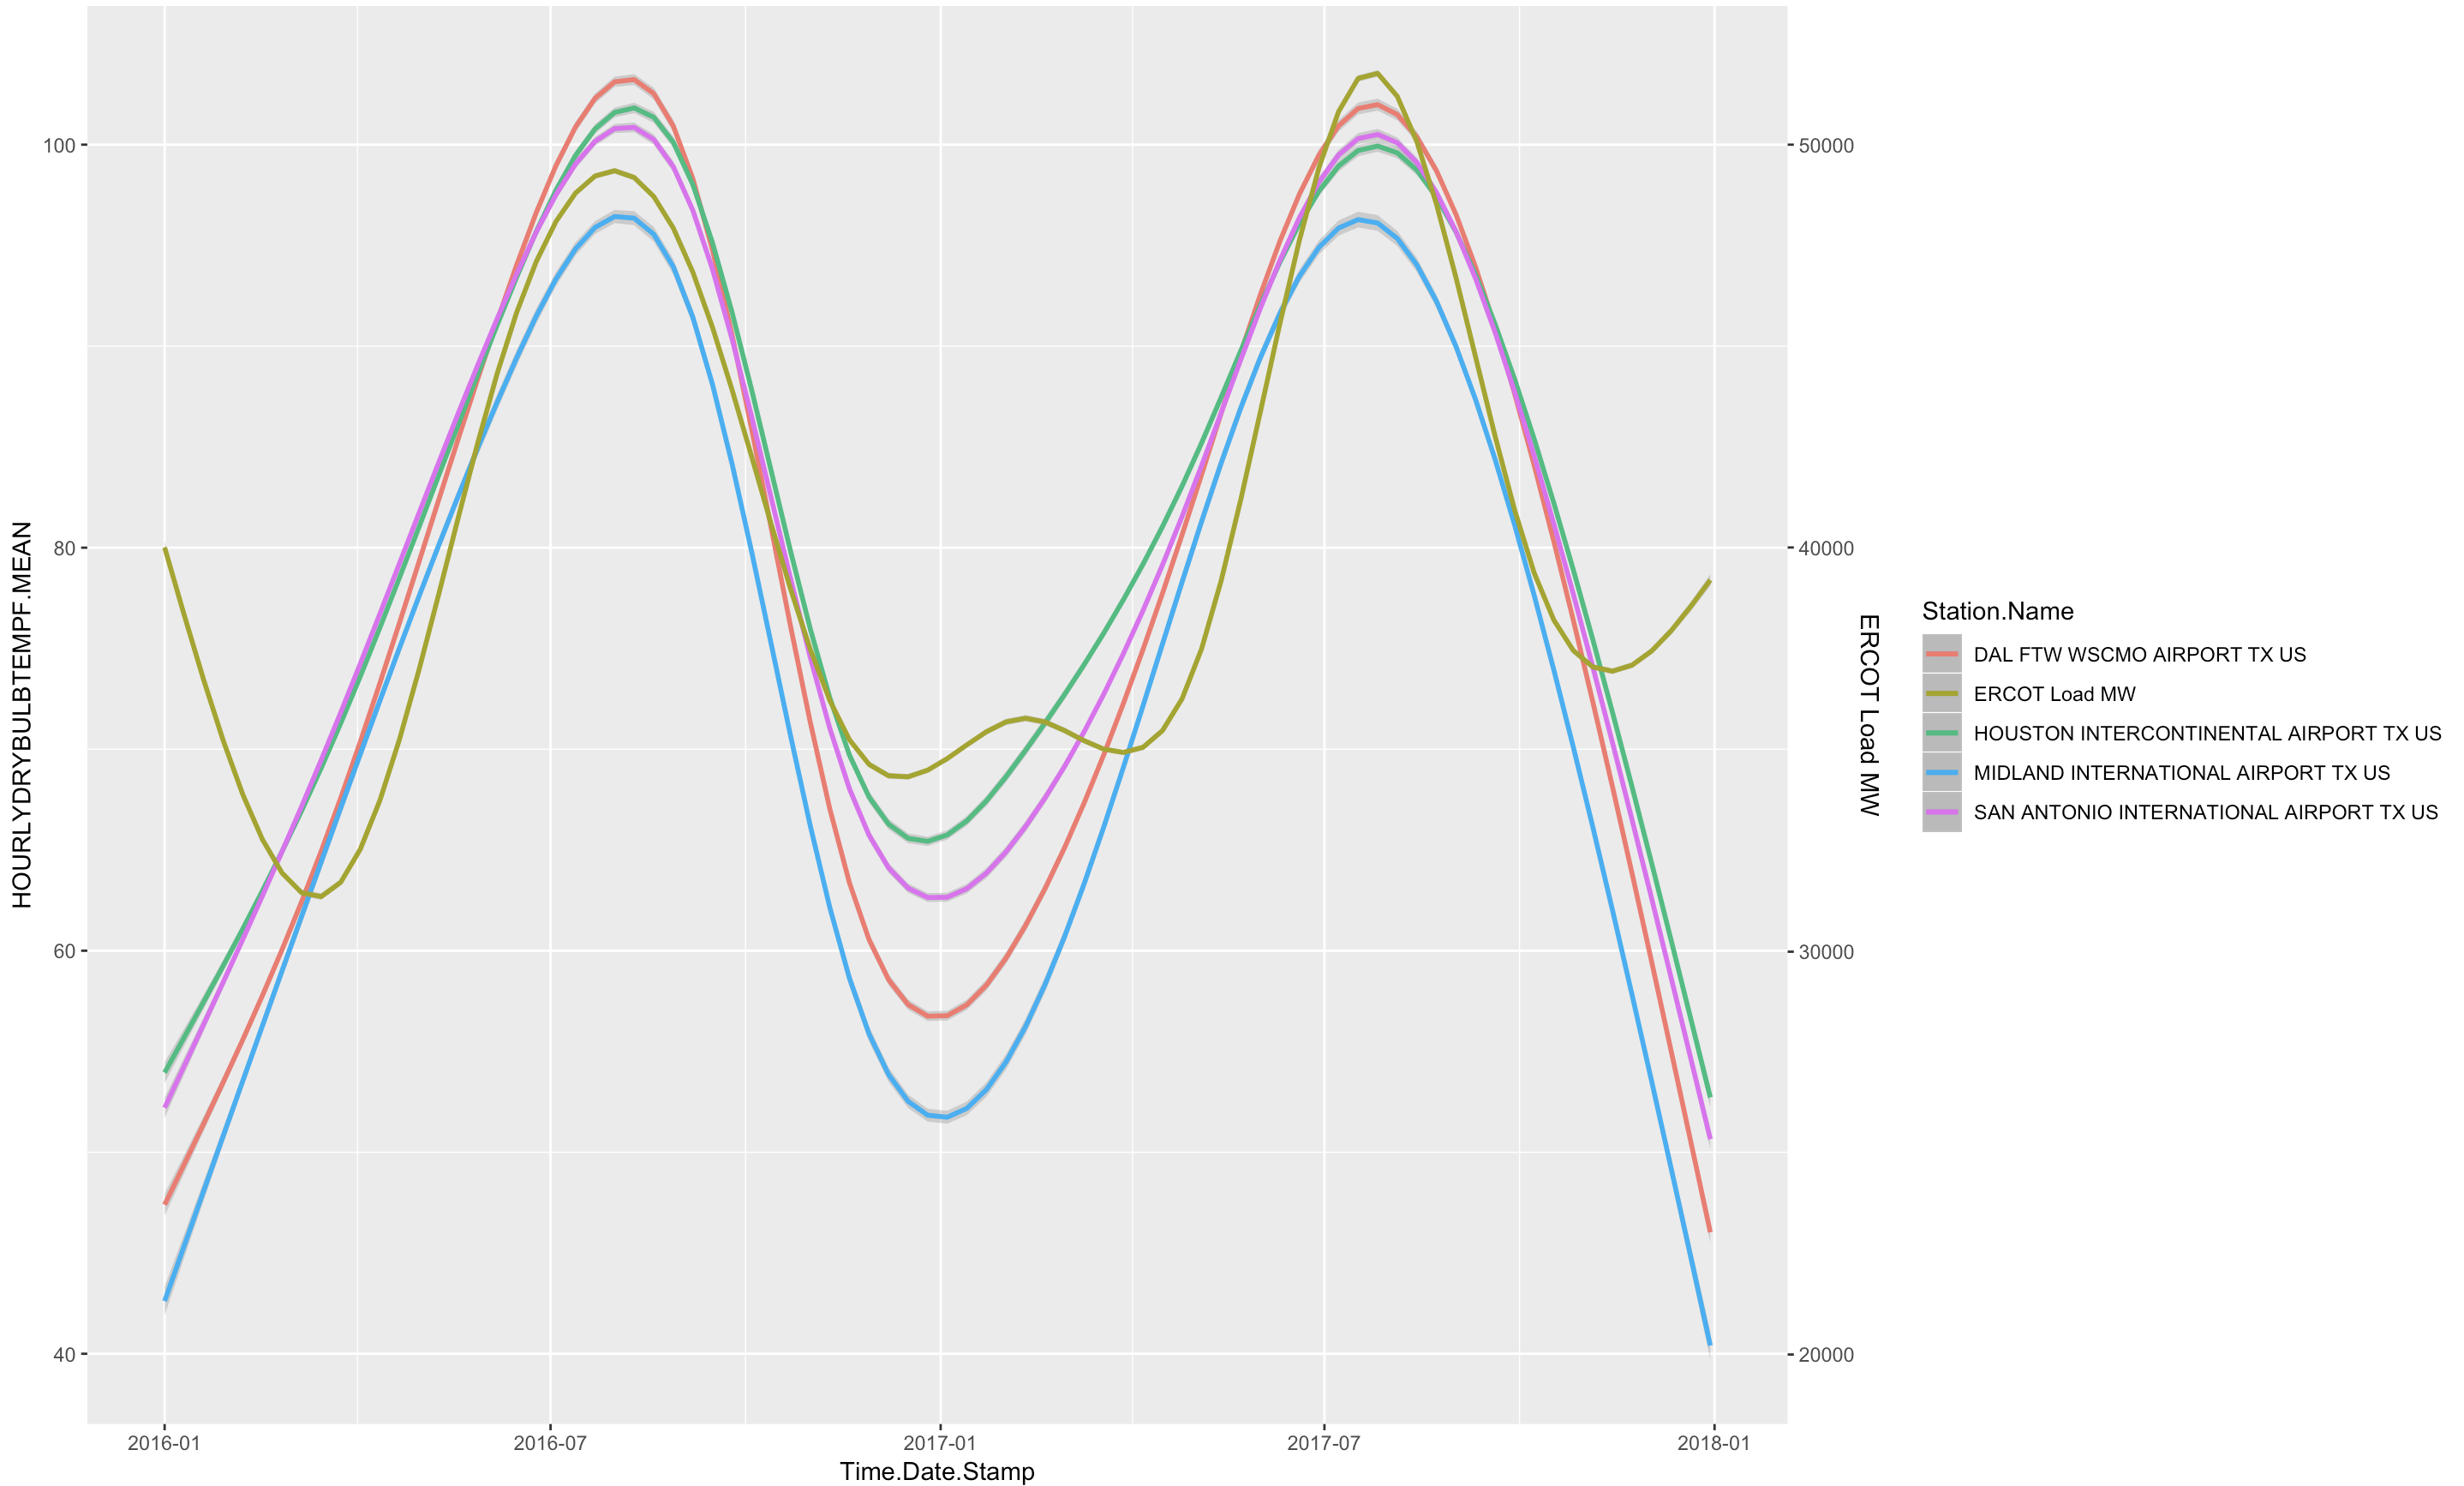 HOURLYDRYBULBTEMPF.MEAN
100
80
60
40
2016-01
2016-07
2017-01
2017-07
2018-01
Time.Date.Stamp
50000
40000
30000
20000
ERCOT Load MW
Station.Name
DAL FTW WSCMO AIRPORT TX US
ERCOT Load MW
HOUSTON INTERCONTINENTAL AIRPORT TX US
MIDLAND INTERNATIONAL AIRPORT TX US
SAN ANTONIO INTERNATIONAL AIRPORT TX US